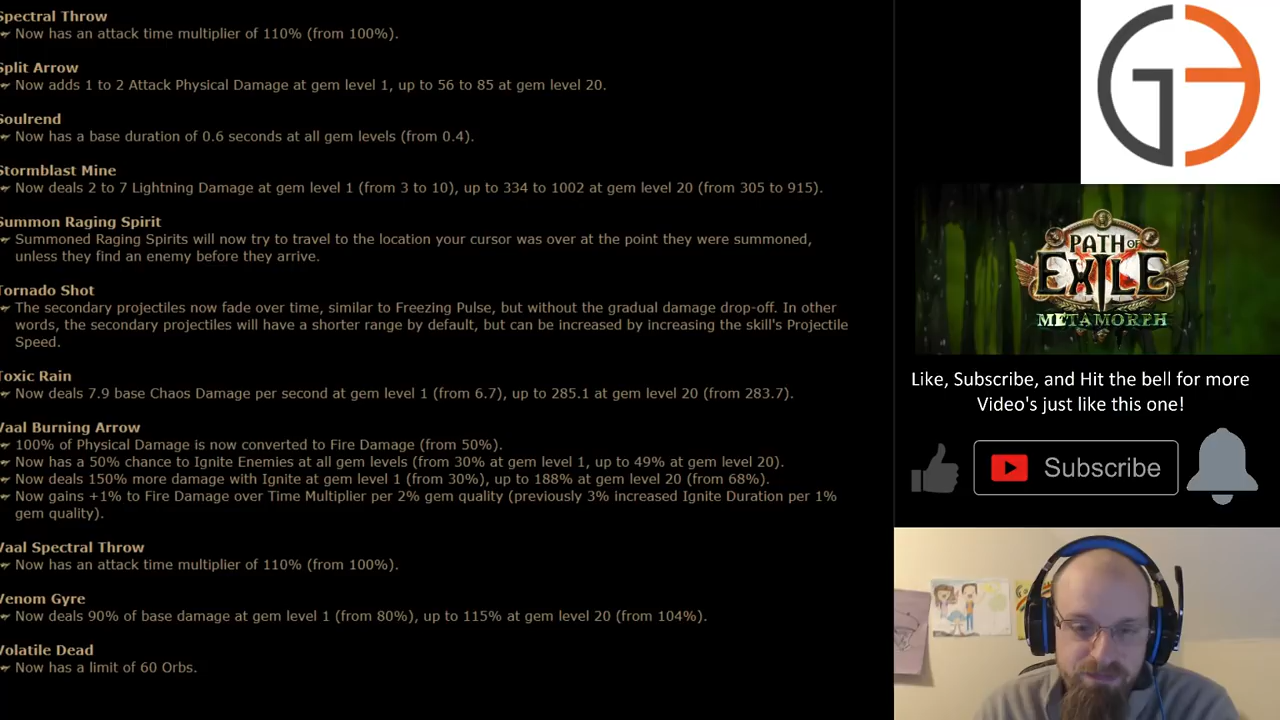 Spectral Throw
Now has an attack time multiplier of 110% (from 100%).
Split Arrow
Now adds 1 to 2 Attack Physical Damage at gem level 1, up to 56 to 85 at gem level 20.
Soulrend
Now has a base duration of 0.6 seconds at all gem levels (from 0.4).
Stormblast Mine
Now deals 2 to 7 Lightning Damage at gem level 1 (from 3 to 10), up to 334 to 1002 at gem level 20 (from 305 to 915).
Summon Raging Spirit
Summoned Raging Spirits will now try to travel to the location your cursor was over at the point they were summoned,
unless they find an enemy before they arrive.
Tornado Shot
The secondary projectiles now fade over time, similar to Freezing Pulse, but without the gradual damage drop-off. In other
words, the secondary projectiles will have a shorter range by default, but can be increased by increasing the skill's Projectile
Speed.
Toxic Rain
Now deals 7.9 base Chaos Damage per second at gem level 1 (from 6.7), up to 285.1 at gem level 20 (from 283.7).
Vaal Burning Arrow
100% of Physical Damage is now converted to Fire Damage (from 50%).
Now has a 50% chance to Ignite Enemies at all gem levels (from 30% at gem level 1, up to 49% at gem level 20).
Now deals 150% more damage with Ignite at gem level 1 (from 30%), up to 188% at gem level 20 (from 68%).
Now gains +1% to Fire Damage over Time Multiplier per 2% gem quality (previously 3% increased Ignite Duration per 1%
gem quality).
Vaal Spectral Throw
Now has an attack time multiplier of 110% (from 100%).
Venom Gyre
Now deals 90% of base damage at gem level 1 (from 80%), up to 115% at gem level 20 (from 104%).
Volatile Dead
Now has a limit of 60 Orbs.
PATH OF
EXILE
METAMORPH
Like, Subscribe, and Hit the bell for more
Video's just like this one!
Subscribe